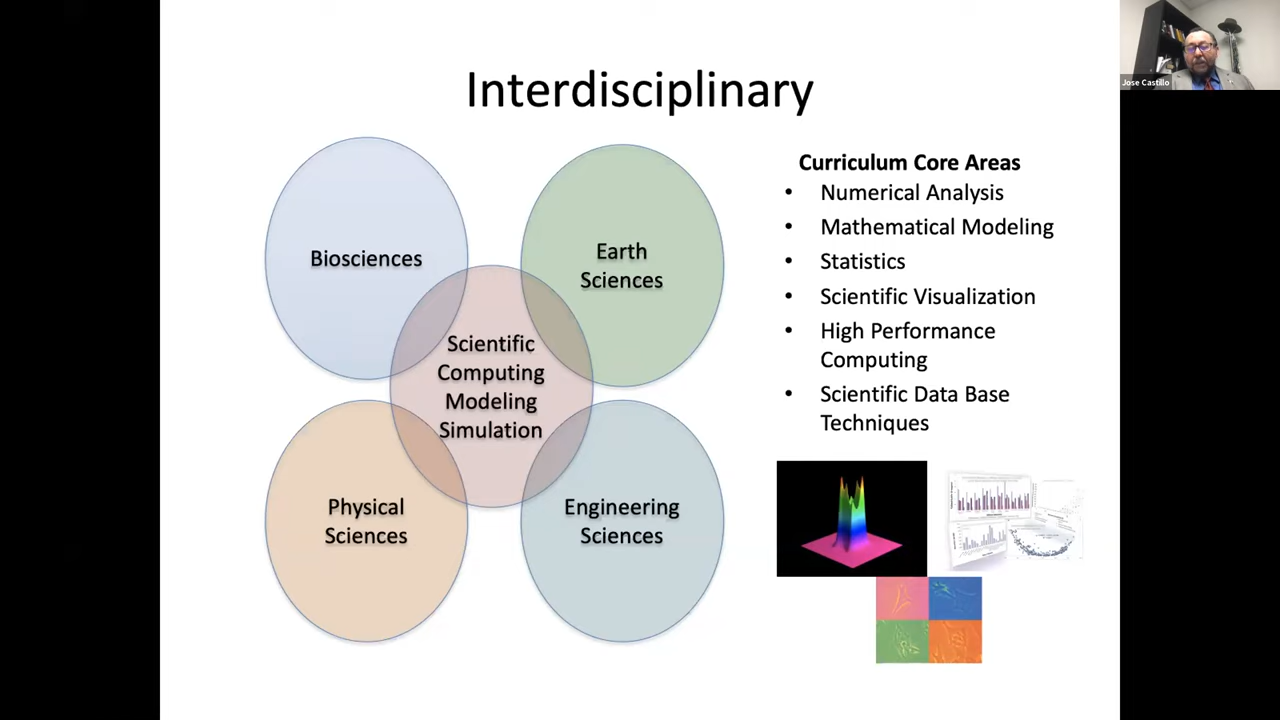 Interdisciplinary
Jose Castillo
Biosciences
Earth
Sciences
Scientific
Computing
Modeling
Simulation
Physical
Sciences
Engineering
Sciences
Curriculum Core Areas
• Numerical Analysis
• Mathematical Modeling
• Statistics
• Scientific Visualization
• High Performance
Computing
• Scientific Data Base
Techniques